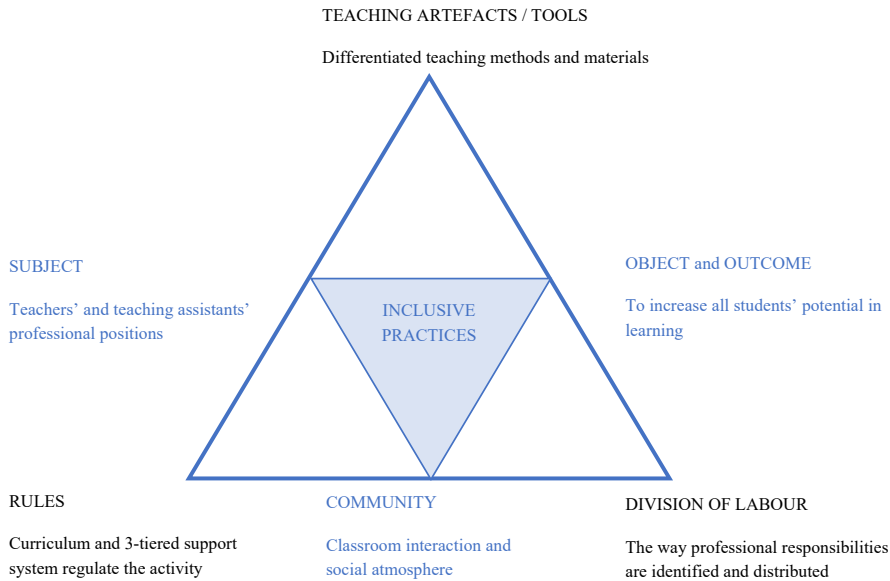 TEACHING ARTEFACTS / TOOLS
Differentiated teaching methods and materials
SUBJECT
Teachers’ and teaching assistants’
professional positions
INCLUSIVE
PRACTICES
OBJECT and OUTCOME
To increase all students’ potential in
learning
RULES
Curriculum and 3-tiered support
system regulate the activity
COMMUNITY
Classroom interaction and
social atmosphere
DIVISION OF LABOUR
The way professional responsibilities
are identified and distributed